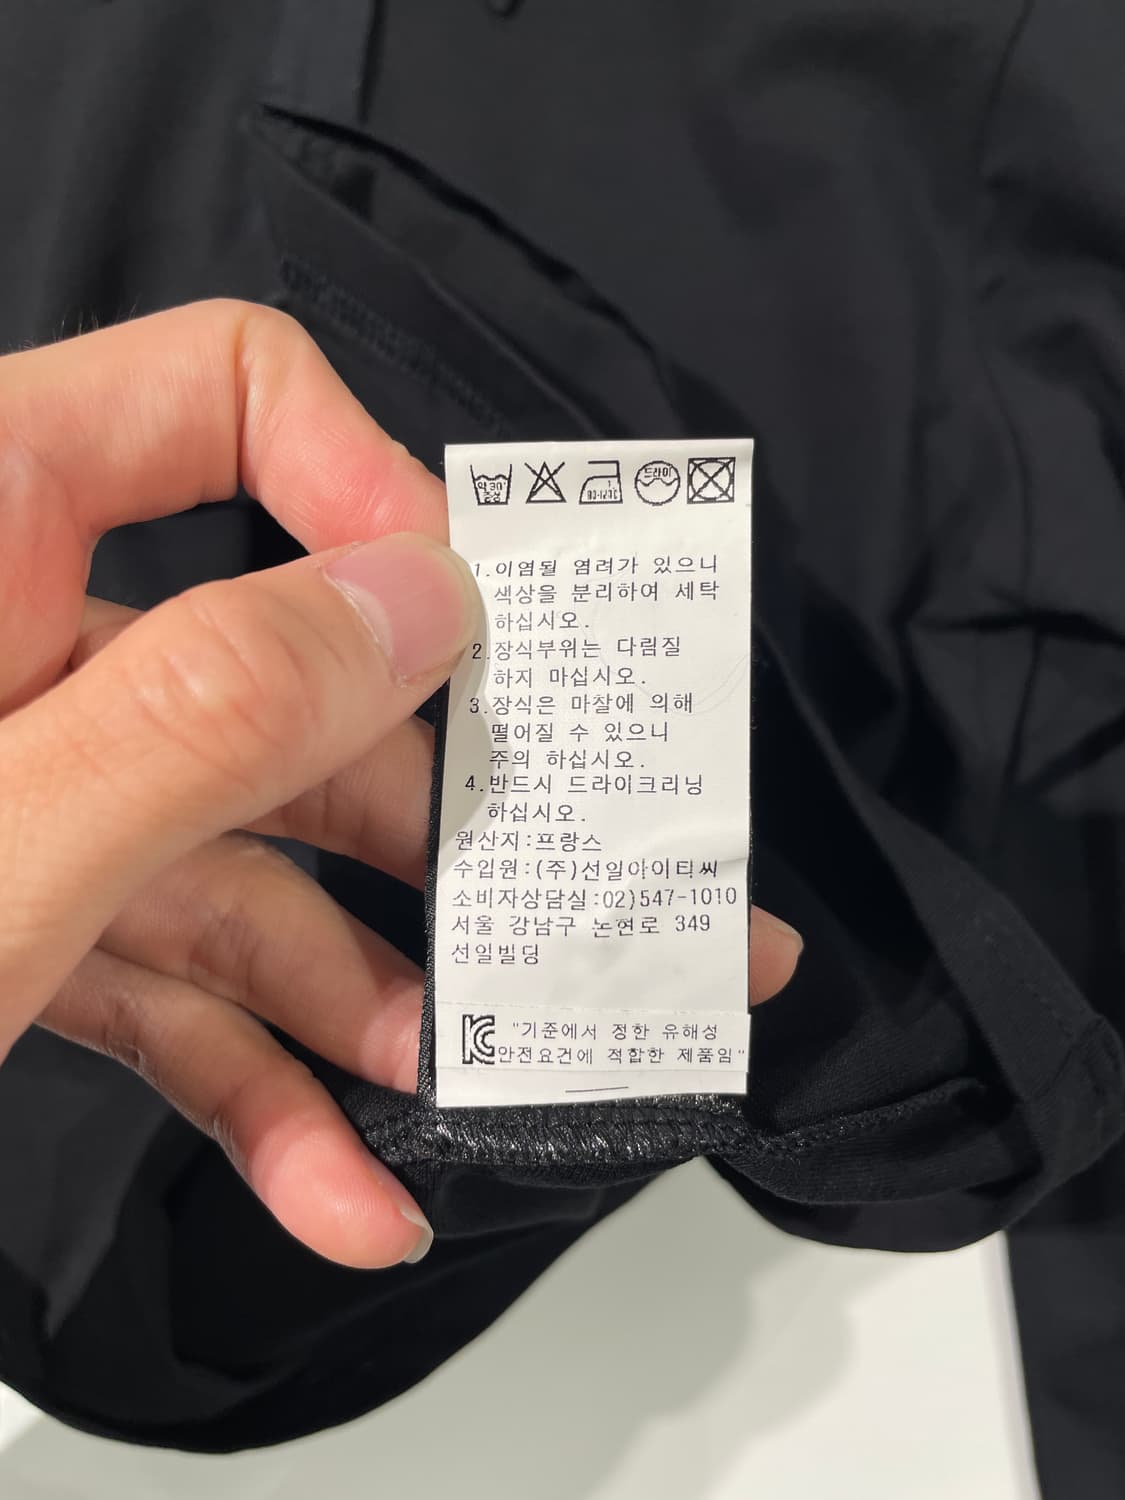 약 30°
중성
1
80-120℃
드라이
1.이염될 염려가 있으니
색상을 분리하여 세탁
하십시오.
2.장식부위는 다림질
하지 마십시오.
3.장식은 마찰에 의해
떨어질 수 있으니
주의 하십시오.
4.반드시 드라이크리닝
하십시오.
원산지:프랑스
수입원:(주)선일아이티씨
소비자상담실:02)547-1010
서울 강남구 논현로 349
선일빌딩
"기준에서 정한 유해성
안전요건에 적합한 제품임"